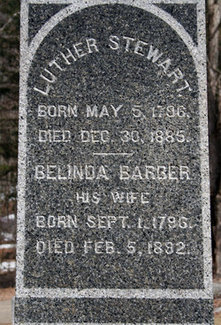 LUTHER STEWART.
BORN MAY 5, 1796.
DIED DEC. 30, 1885.
BELINDA BARBER
HIS WIFE
BORN SEPT. 1, 1796.
DIED FEB. 5, 1892.